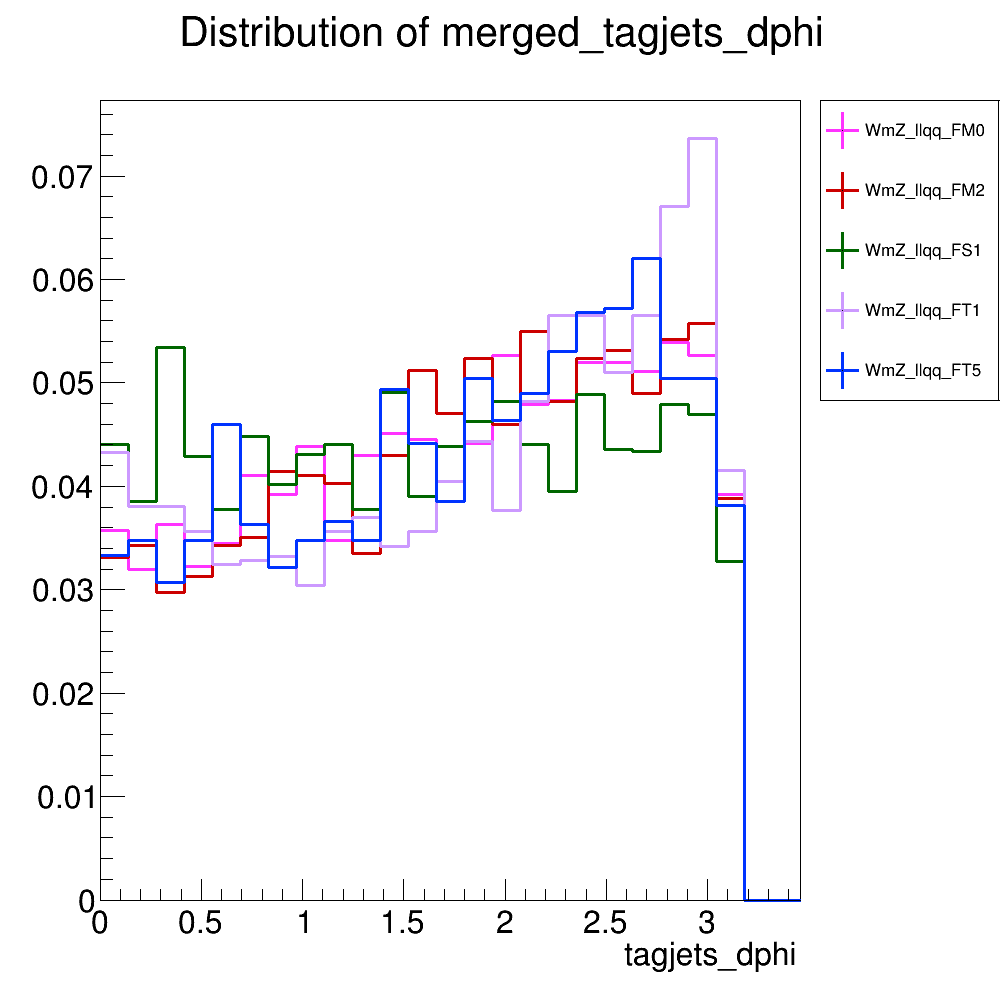 Distribution of merged_tagjets_dphi
WmZ_llqq_FM0
WmZ_llqq_FM2
WmZ_llqq_FS1
WmZ_llqq_FT1
WmZ_llqq_FT5
0.07
0.06
0.05
0.04
0.03
0.02
0.01
0
0 0.5 1 1.5 2 2.5 3
tagjets_dphi